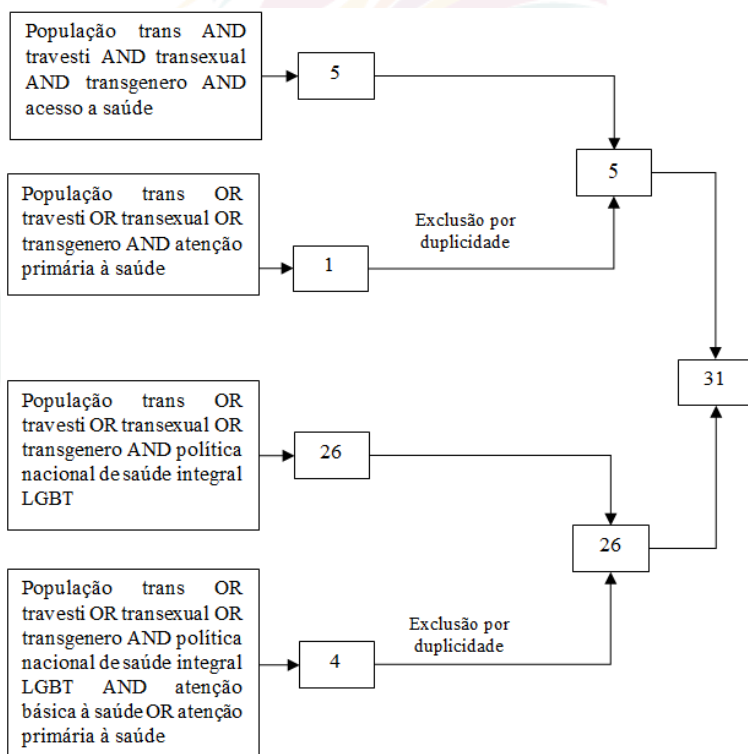 População trans AND
travesti AND transexual
AND transgenero AND
acesso a saúde
5
5
População trans OR
travesti OR transexual OR
transgenero AND atenção
primária à saúde
1
Exclusão por
duplicidade
31
População trans OR
travesti OR transexual OR
transgenero AND política
nacional de saúde integral
LGBT
26
26
População trans OR
travesti OR transexual OR
transgenero AND política
nacional de saúde integral
LGBT AND atenção
básica à saúde OR atenção
primária à saúde
4
Exclusão por
duplicidade